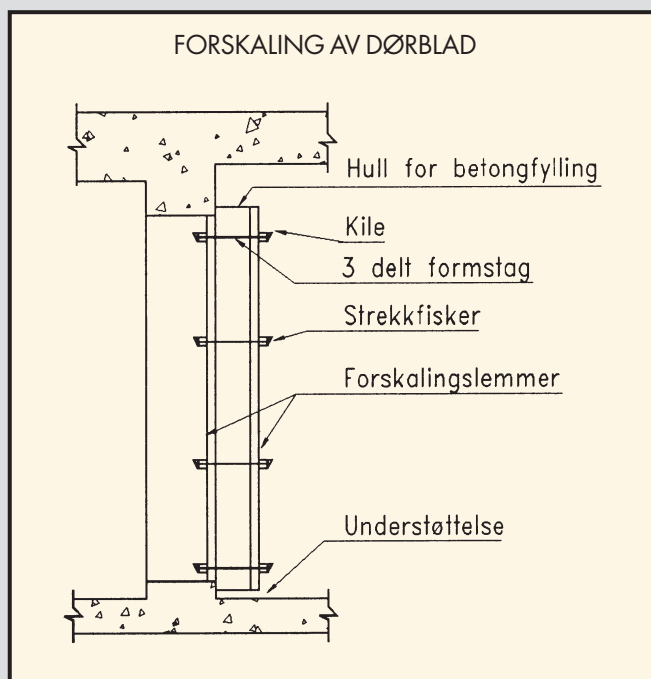 FORSKALING AV DØRBLAD
Hull for betongfylling
Kile
3 delt formstag
Strekkfisker
Forskalingslemmer
Understøttelse